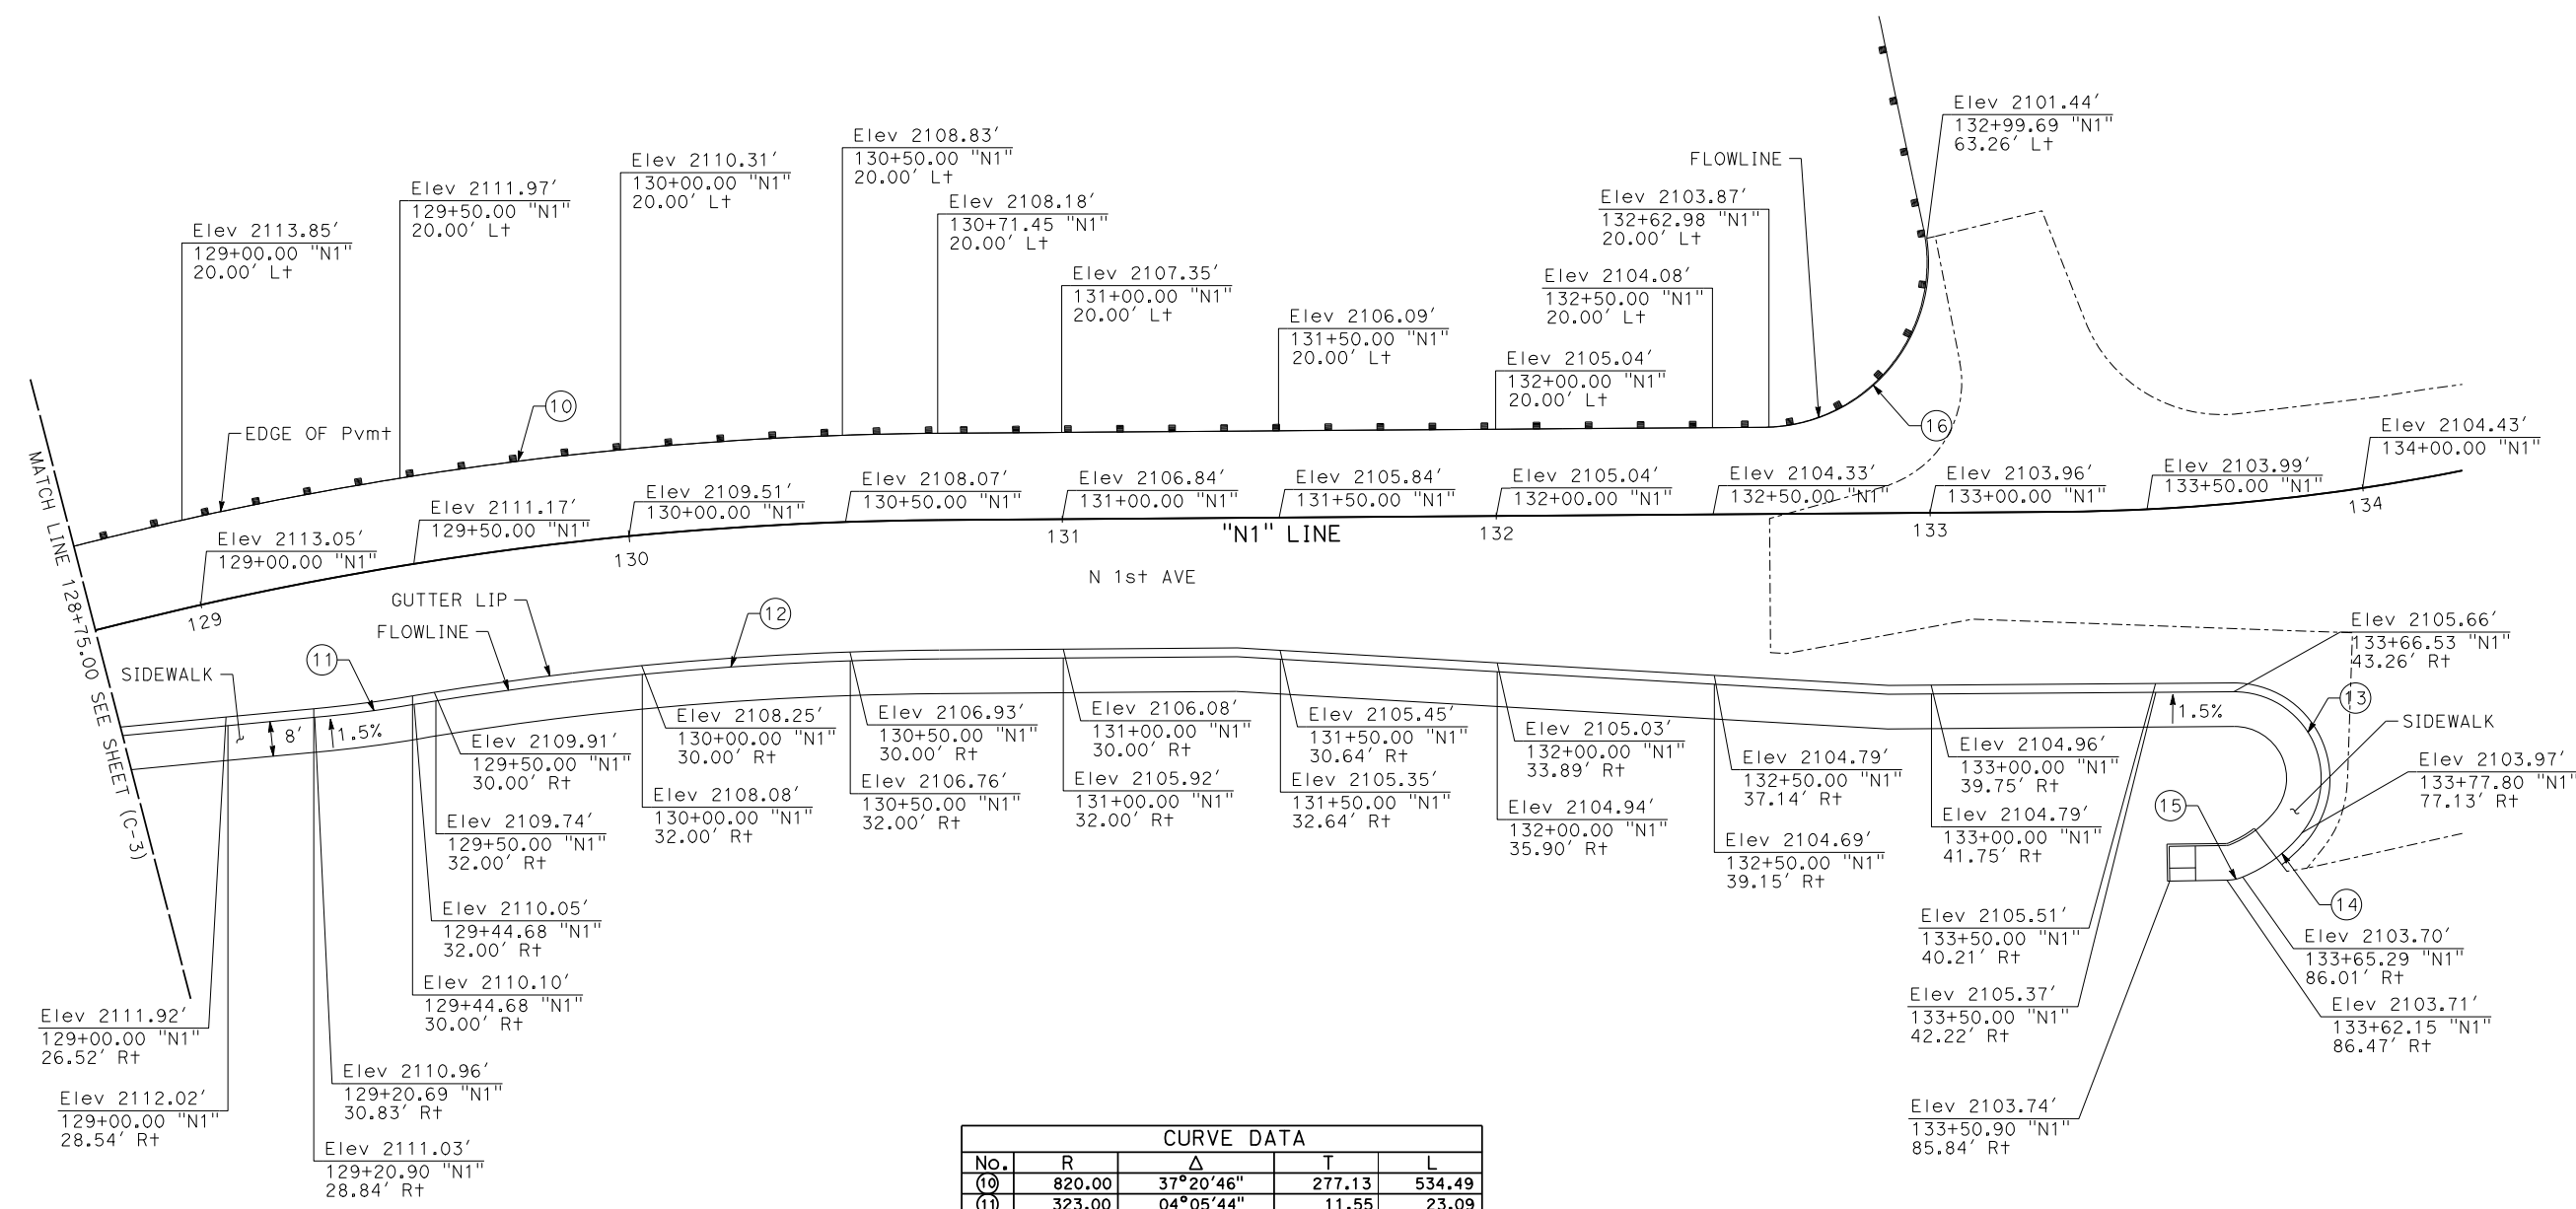 Elev 2101.44′
132+99.69 "N1"
63.26′ Lt
Elev 2108.83′
130+50.00 "N1"
20.00′ Lt
FLOWLINE
Elev 2110.31′
130+00.00 "N1"
20.00′ Lt
Elev 2111.97′
129+50.00 "N1"
20.00′ Lt
Elev 2108.18′
130+71.45 "N1"
20.00′ Lt
Elev 2103.87′
132+62.98 "N1"
20.00′ Lt
Elev 2113.85′
129+00.00 "N1"
20.00′ Lt
Elev 2107.35′
131+00.00 "N1"
20.00′ Lt
Elev 2104.08′
132+50.00 "N1"
20.00′ Lt
Elev 2106.09′
131+50.00 "N1"
20.00′ Lt
Elev 2105.04′
132+00.00 "N1"
20.00′ Lt
10
16
EDGE OF Pvmt
Elev 2104.43′
134+00.00 "N1"
MATCH LINE 128+75.00 SEE SHEET (C-3)
Elev 2113.05′
129+00.00 "N1"
Elev 2111.17′
129+50.00 "N1"
Elev 2109.51′
130+00.00 "N1"
Elev 2108.07′
130+50.00 "N1"
Elev 2106.84′
131+00.00 "N1"
Elev 2105.84′
131+50.00 "N1"
Elev 2105.04′
132+00.00 "N1"
Elev 2104.33′
132+50.00 "N1"
Elev 2103.96′
133+00.00 "N1"
Elev 2103.99′
133+50.00 "N1"
129
130
131
"N1" LINE
132
133
134
N 1st AVE
GUTTER LIP
FLOWLINE
12
11
SIDEWALK
8′
1.5%
Elev 2105.66′
133+66.53 "N1"
43.26′ Rt
13
1.5%
SIDEWALK
Elev 2109.91′
129+50.00 "N1"
30.00′ Rt
Elev 2108.25′
130+00.00 "N1"
30.00′ Rt
Elev 2106.93′
130+50.00 "N1"
30.00′ Rt
Elev 2106.08′
131+00.00 "N1"
30.00′ Rt
Elev 2105.45′
131+50.00 "N1"
30.64′ Rt
Elev 2105.03
132+00.00 "N1"
33.89′ Rt
Elev 2104.79′
132+50.00 "N1"
37.14′ Rt
Elev 2104.96′
133+00.00 "N1"
39.75′ Rt
Elev 2103.97′
133+77.80 "N1"
77.13′ Rt
Elev 2109.74′
129+50.00 "N1"
32.00′ Rt
Elev 2108.08′
130+00.00 "N1"
32.00′ Rt
Elev 2106.76′
130+50.00 "N1"
32.00′ Rt
Elev 2105.92′
131+00.00 "N1"
32.00′ Rt
Elev 2105.35′
131+50.00 "N1"
32.64′ Rt
Elev 2104.94′
132+00.00 "N1"
35.90′ Rt
Elev 2104.69′
132+50.00 "N1"
39.15′ Rt
Elev 2104.79′
133+00.00 "N1"
41.75′ Rt
15
14
Elev 2110.05′
129+44.68 "N1"
32.00′ Rt
Elev 2110.10′
129+44.68 "N1"
30.00′ Rt
Elev 2105.51′
133+50.00 "N1"
40.21′ Rt
Elev 2103.70′
133+65.29 "N1"
86.01′ Rt
Elev 2105.37′
133+50.00 "N1"
42.22′ Rt
Elev 2103.71′
133+62.15 "N1"
86.47′ Rt
Elev 2111.92′
129+00.00 "N1"
26.52′ Rt
Elev 2110.96′
129+20.69 "N1"
30.83′ Rt
Elev 2112.02′
129+00.00 "N1"
28.54′ Rt
Elev 2111.03′
129+20.90 "N1"
28.84′ Rt
Elev 2103.74′
133+50.90 "N1"
85.84′ Rt
CURVE DATA
No. R Δ T L
10 820.00 37°20′46" 277.13 534.49
11 323.00 04°05′44" 11.55 23.09